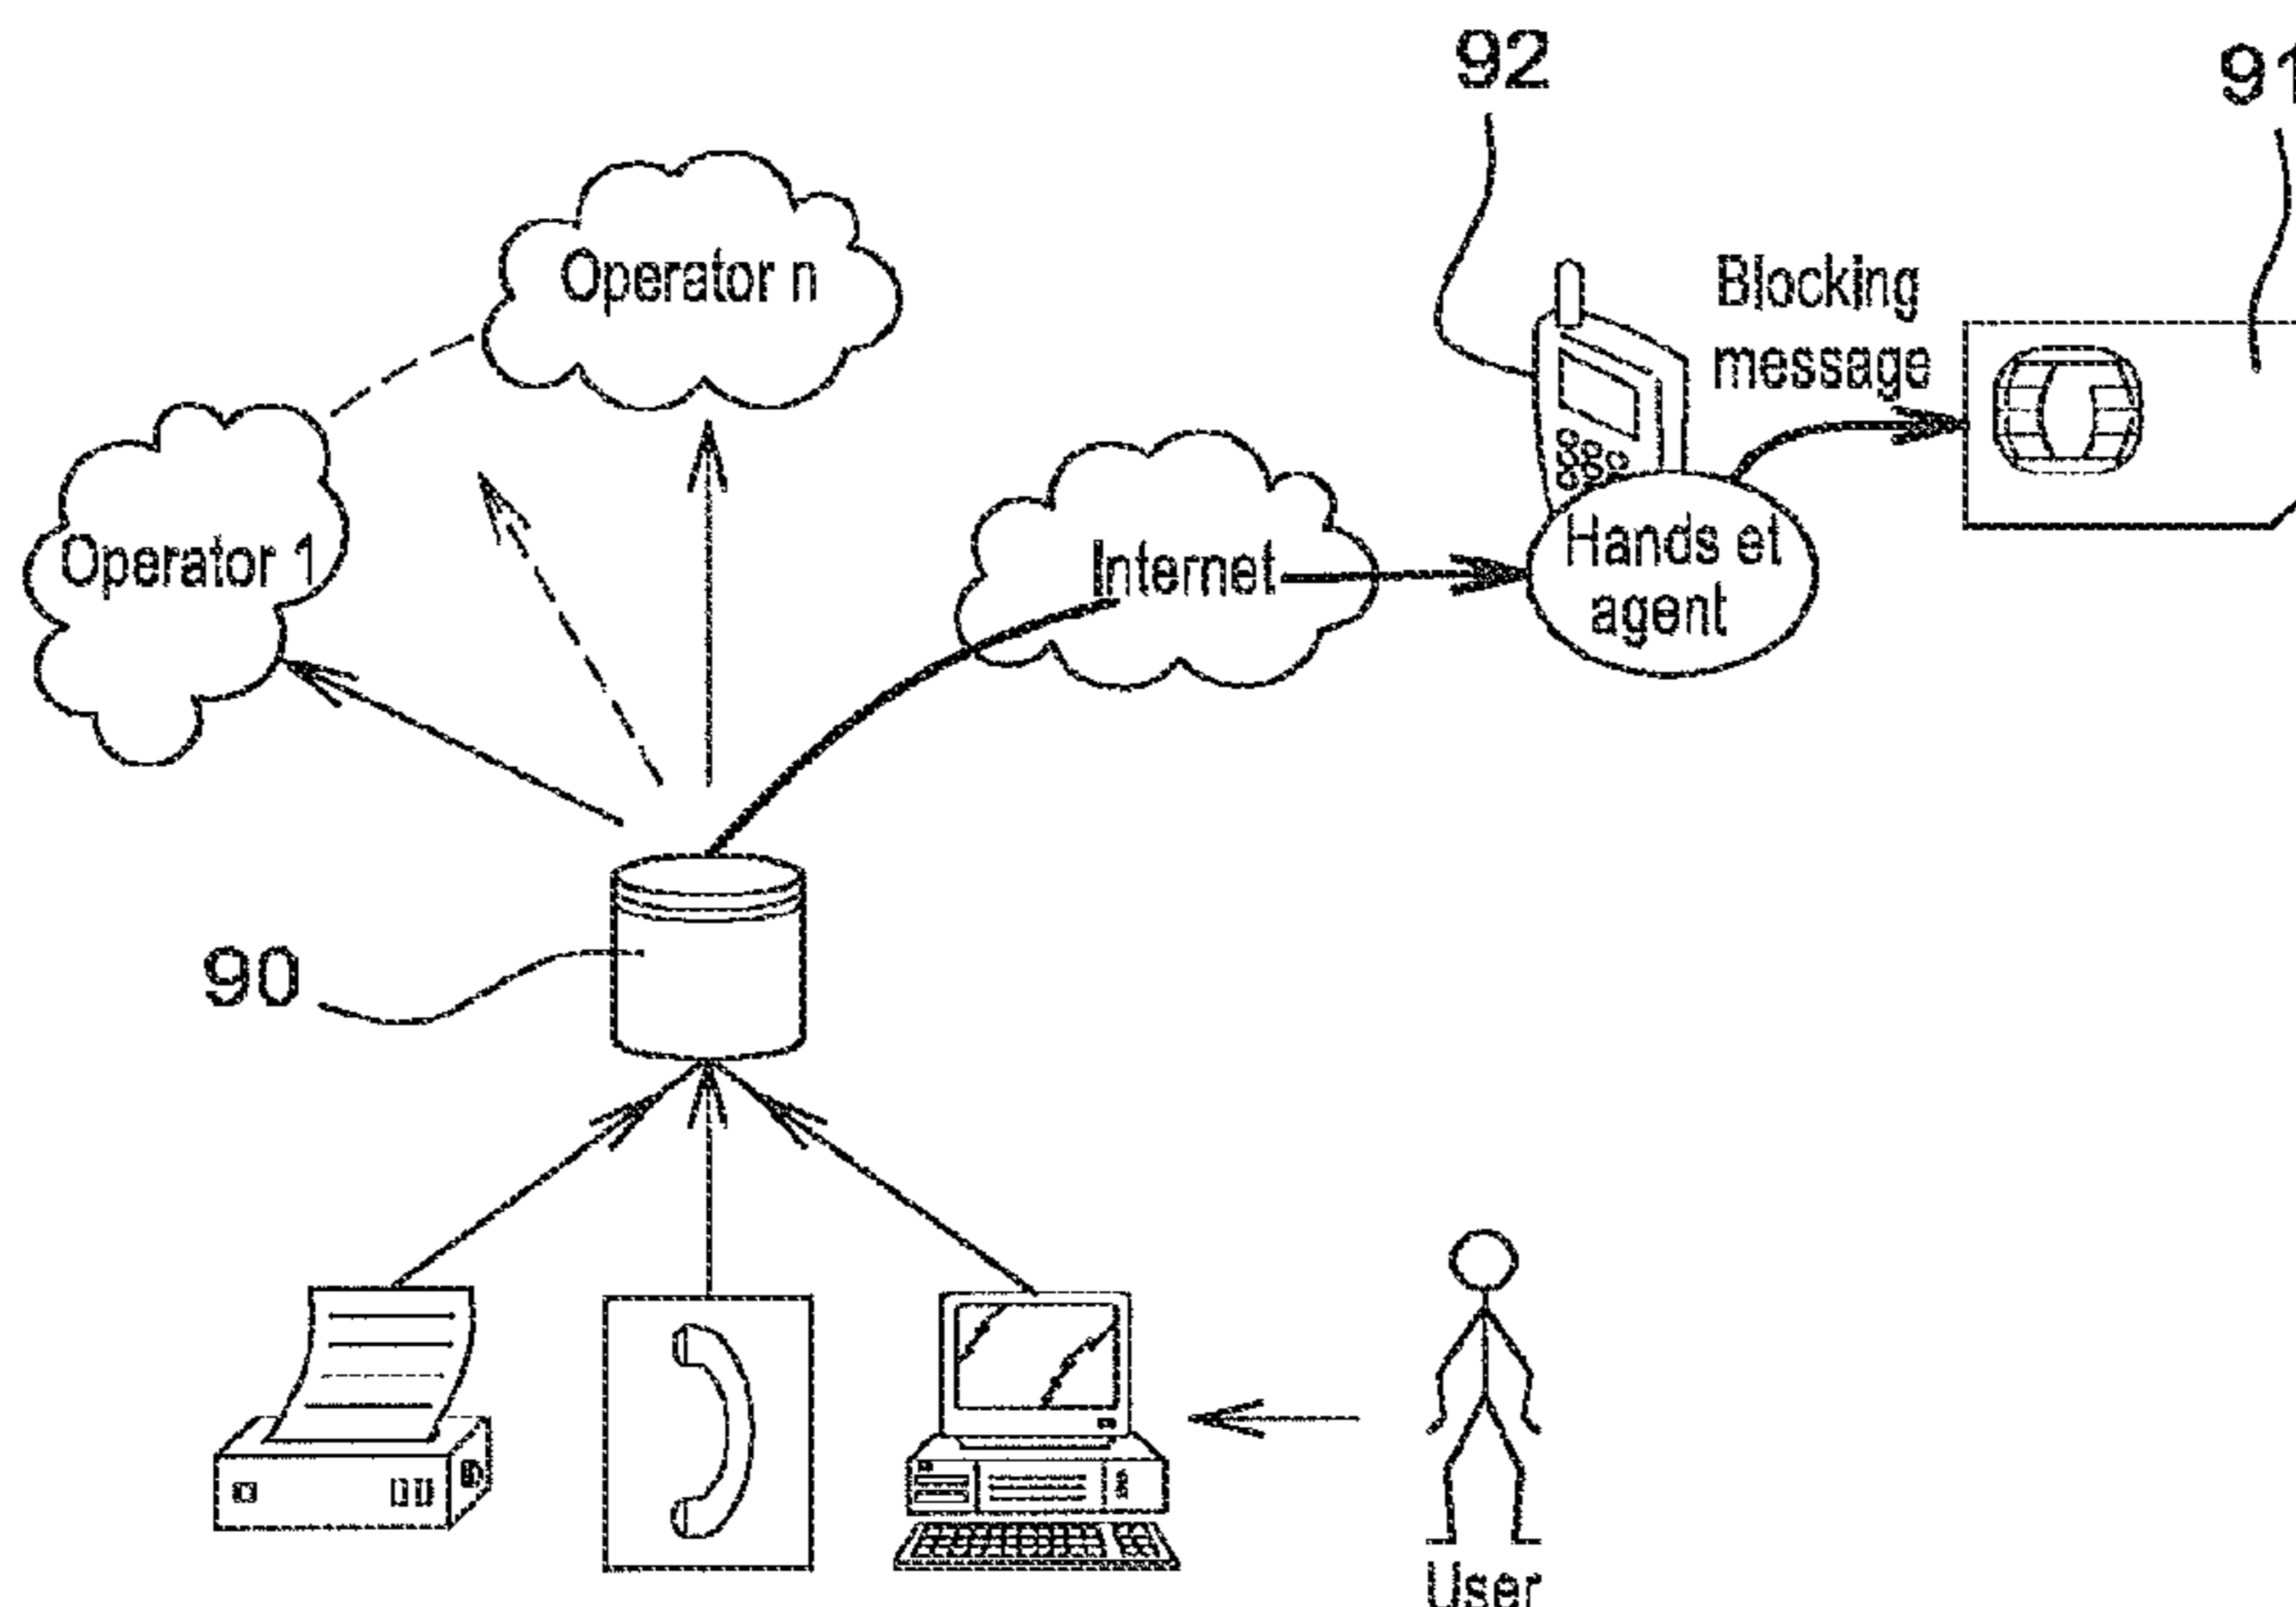 92
91
Operator n
Blocking
message
Operator 1
Internet
Hands et
agent
90
User